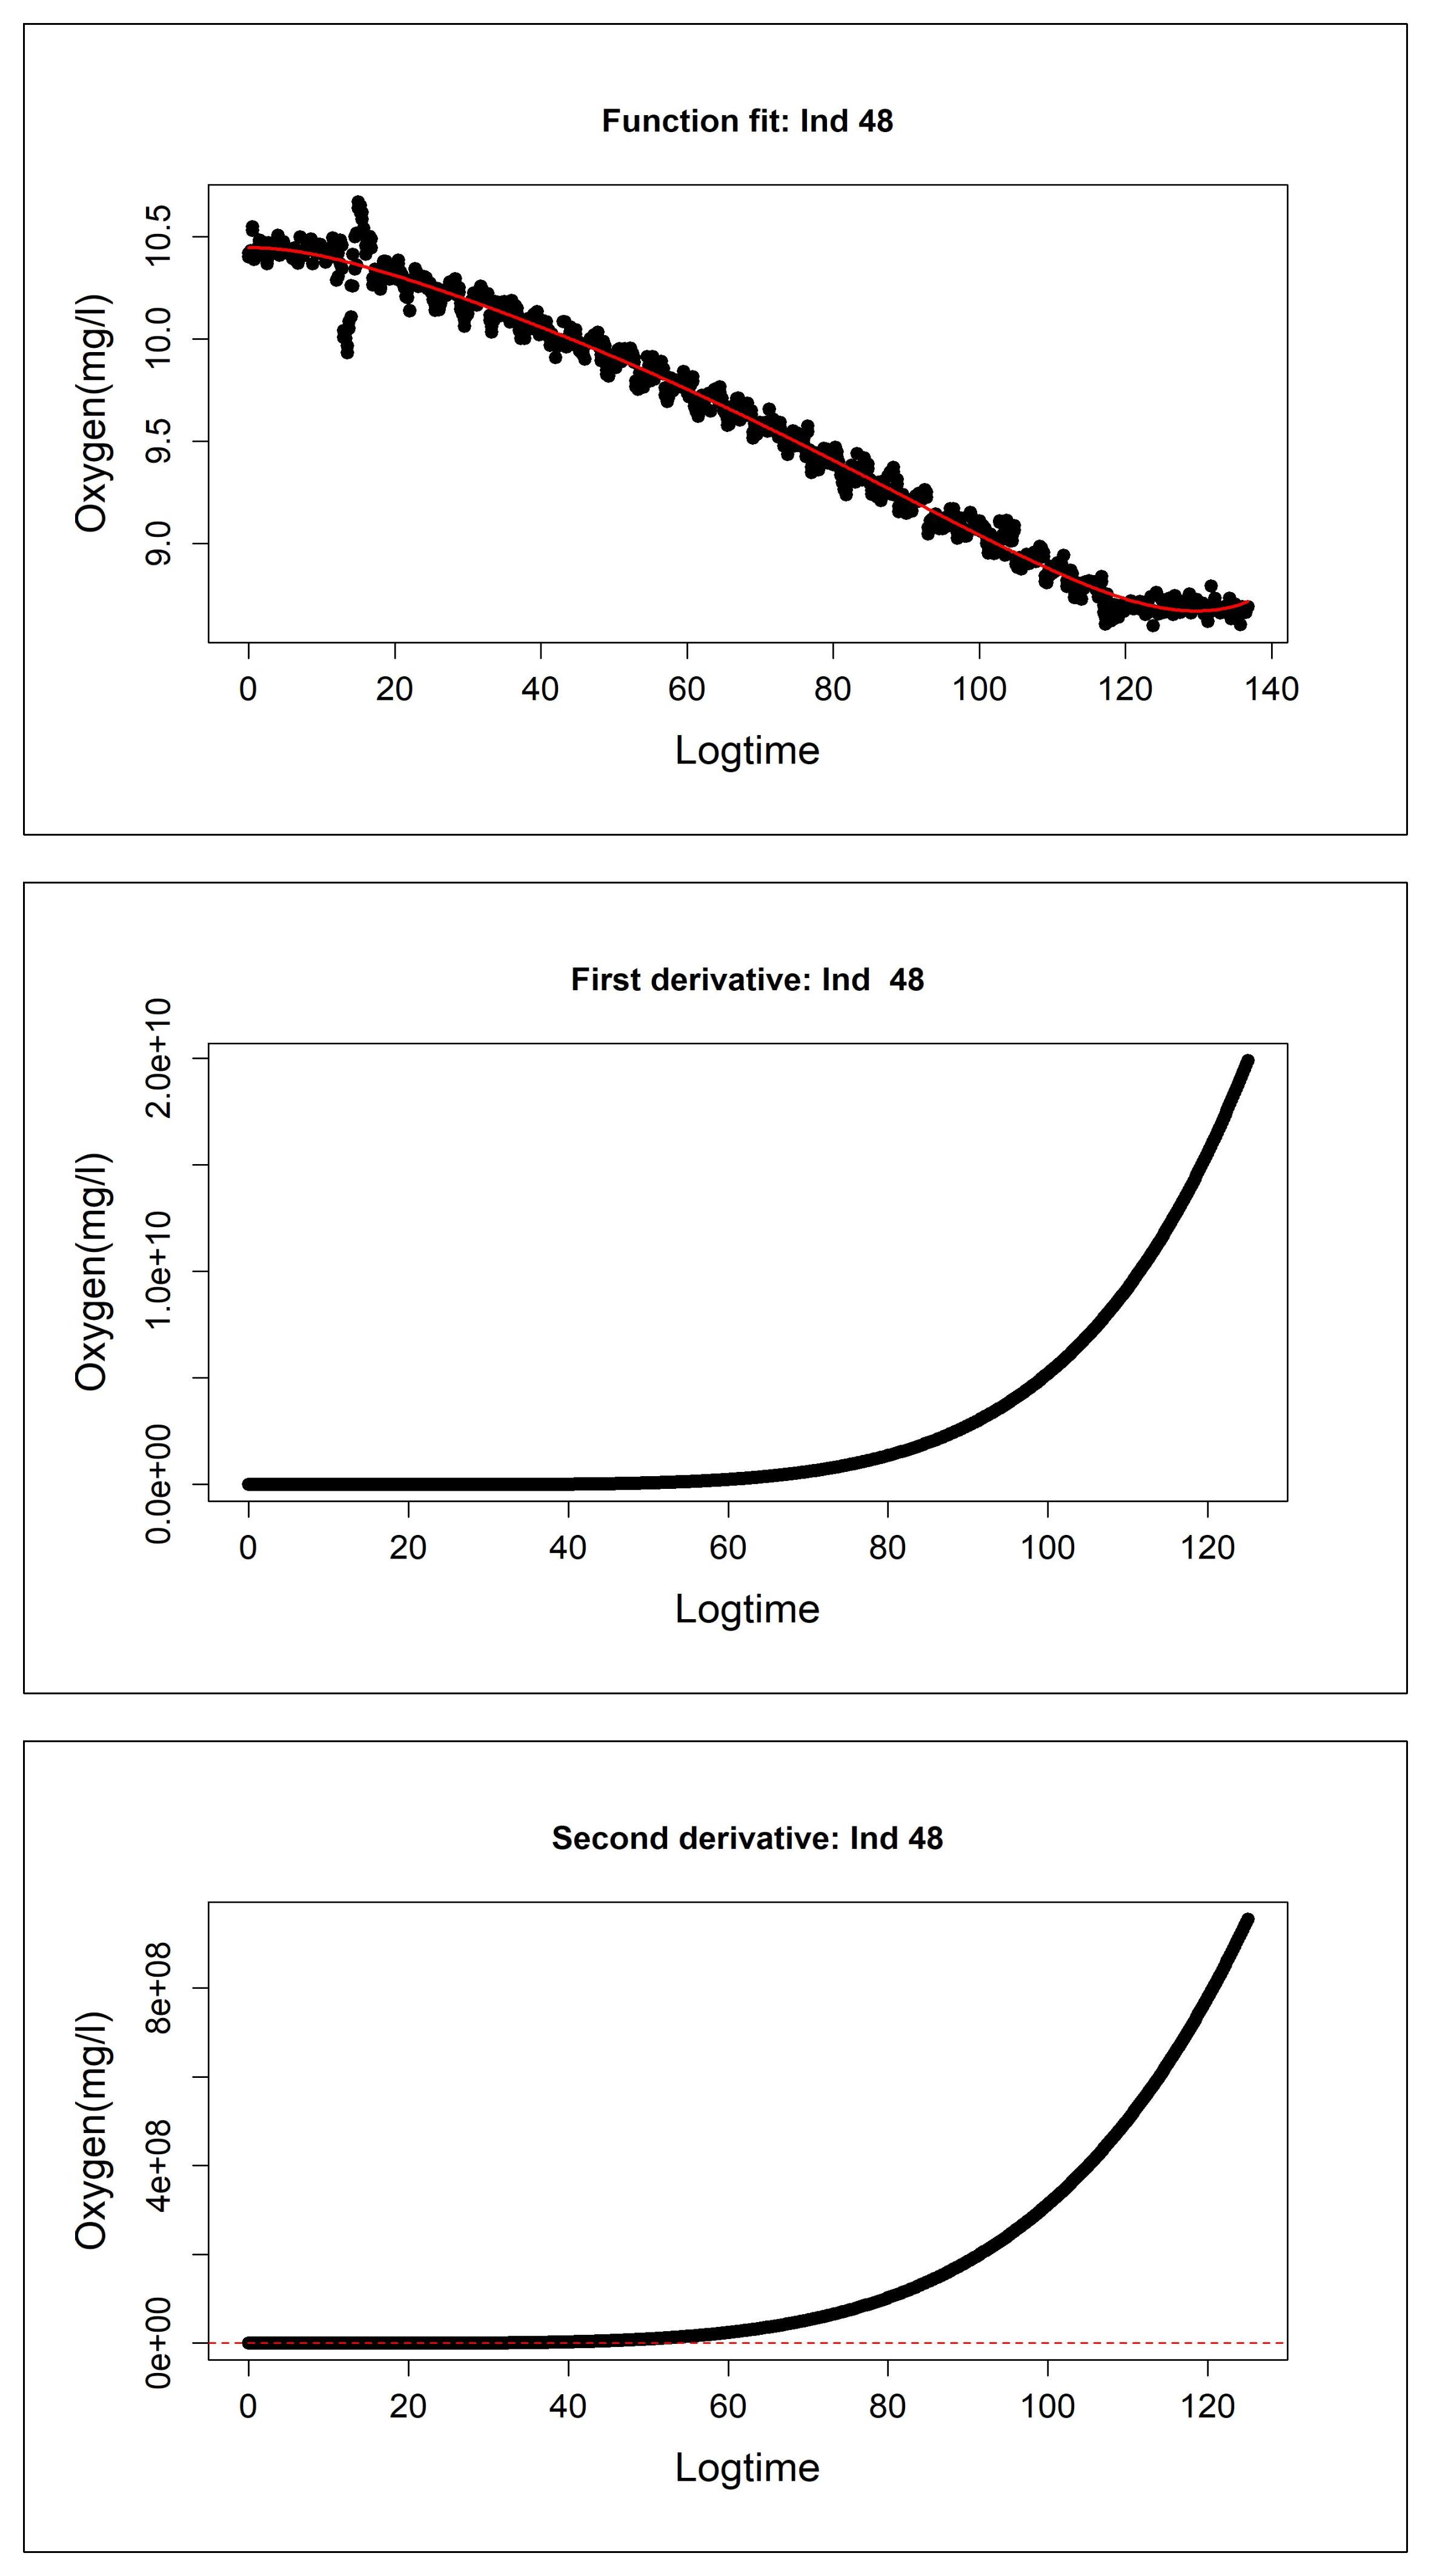 Function fit: Ind 48
Oxygen(mg/l)
10.5
10.0
9.5
9.0
0 20 40 60 80 100 120 140
Logtime
First derivative: Ind  48
Oxygen(mg/l)
2.0e+10
1.0e+10
0.0e+00
0 20 40 60 80 100 120
Logtime
Second derivative: Ind 48
Oxygen(mg/l)
8e+08
4e+08
0e+00
0 20 40 60 80 100 120
Logtime